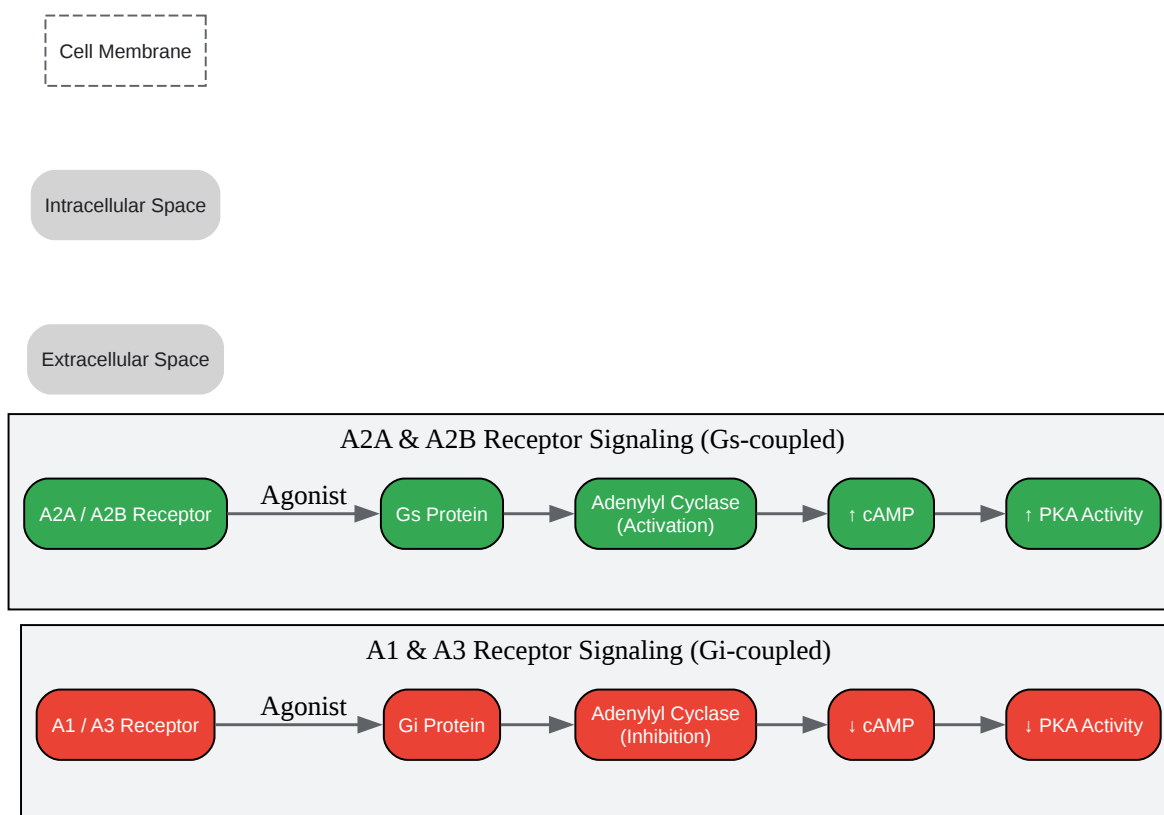 Cell Membrane
Intracellular Space
Extracellular Space
A2A & A2B Receptor Signaling (Gs-coupled)
A2A / A2B Receptor
Agonist
Gs Protein
Adenylyl Cyclase
(Activation)
↑ cAMP
↑ PKA Activity
A1 & A3 Receptor Signaling (Gi-coupled)
A1 / A3 Receptor
Agonist
Gi Protein
Adenylyl Cyclase
(Inhibition)
↓ cAMP
↓ PKA Activity